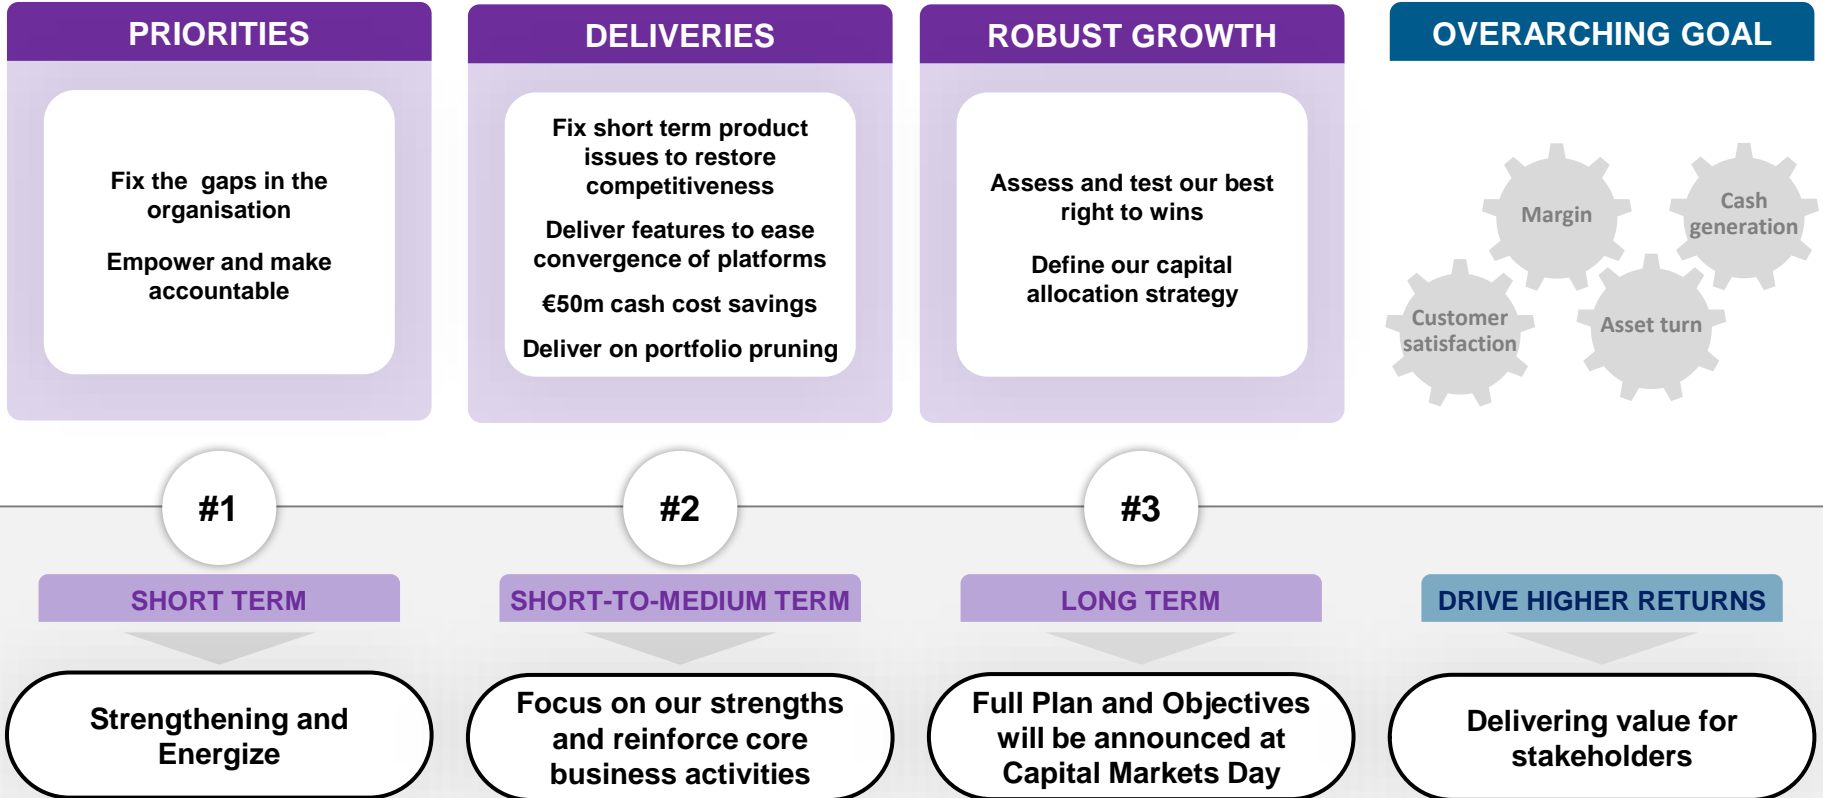 PRIORITIES
Fix the  gaps in the
organisation
Empower and make
accountable
DELIVERIES
Fix short term product
issues to restore
competitiveness
Deliver features to ease
convergence of platforms
€50m cash cost savings
Deliver on portfolio pruning
ROBUST GROWTH
Assess and test our best
right to wins
Define our capital
allocation strategy
OVERARCHING GOAL
Margin
Cash
generation
Customer
satisfaction
Asset turn
#1
#2
#3
SHORT TERM
SHORT-TO-MEDIUM TERM
LONG TERM
DRIVE HIGHER RETURNS
Strengthening and
Energize
Focus on our strengths
and reinforce core
business activities
Full Plan and Objectives
will be announced at
Capital Markets Day
Delivering value for
stakeholders